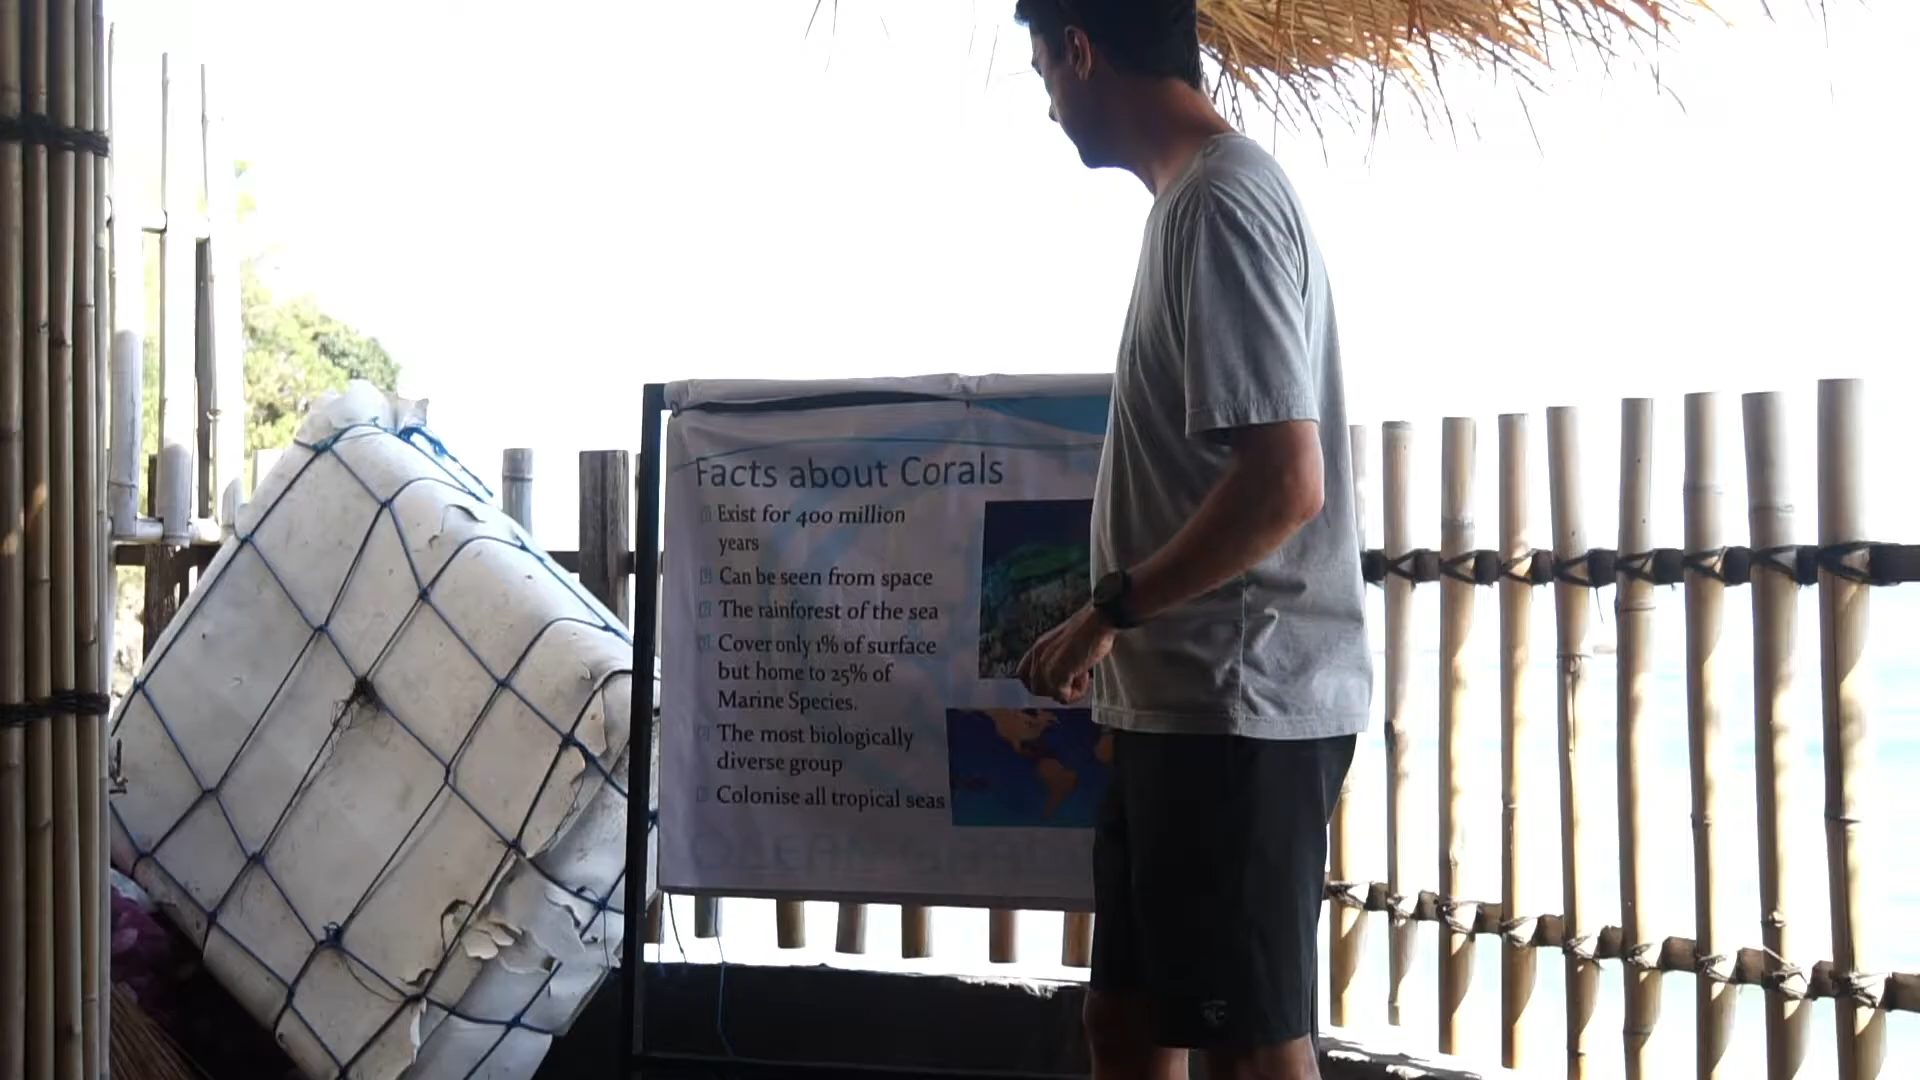 Facts about Corals
Exist for 400 million
years
Can be seen from space
The rainforest of the sea
Cover only 1% of surface
but home to 25% of
Marine Species.
The most biologically
diverse group
Colonise all tropical seas